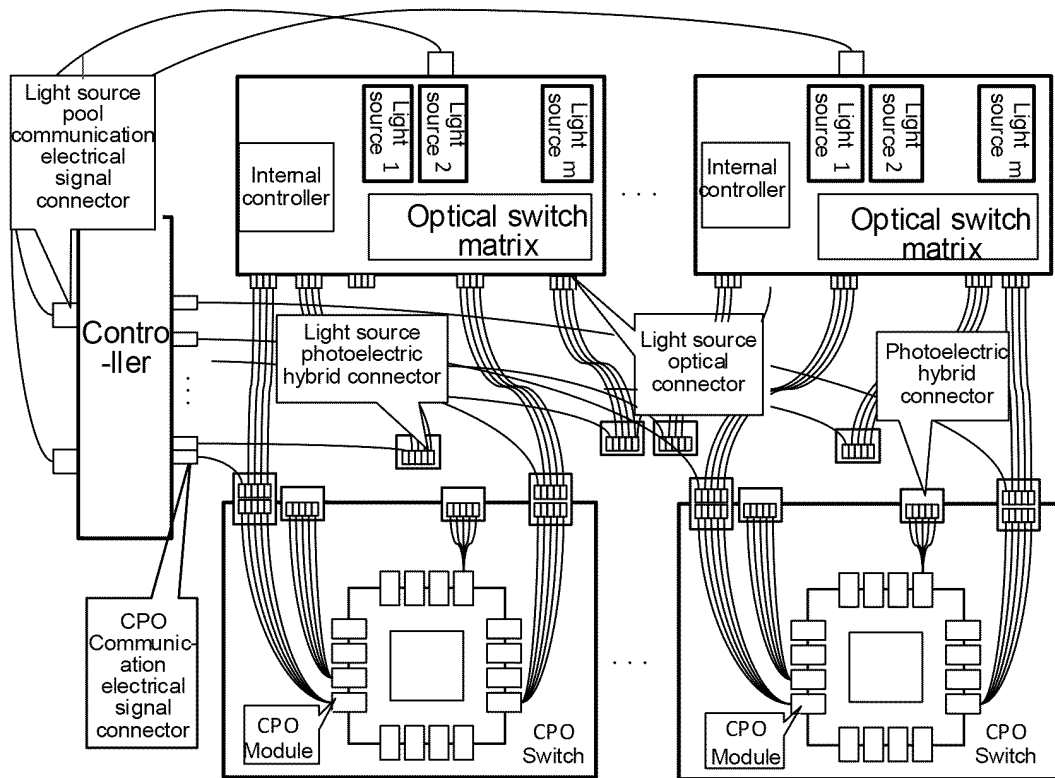 Light source
pool
communication
electrical
signal
connector
Light
source 1
Light
source 2
Light m
source
Internal
controller
Optical switch
matrix
. . .
Light
source 1
Light
source 2
Light m
source
Internal
controller
Optical switch
matrix
Contro
-ller
Light source
photoelectric
hybrid connector
Light source
optical
connector
Photoelectric
hybrid
connector
CPO
Communic-
ation
electrical
signal
connector
CPO
Module
CPO
Switch
. . .
CPO
Module
CPO
Switch